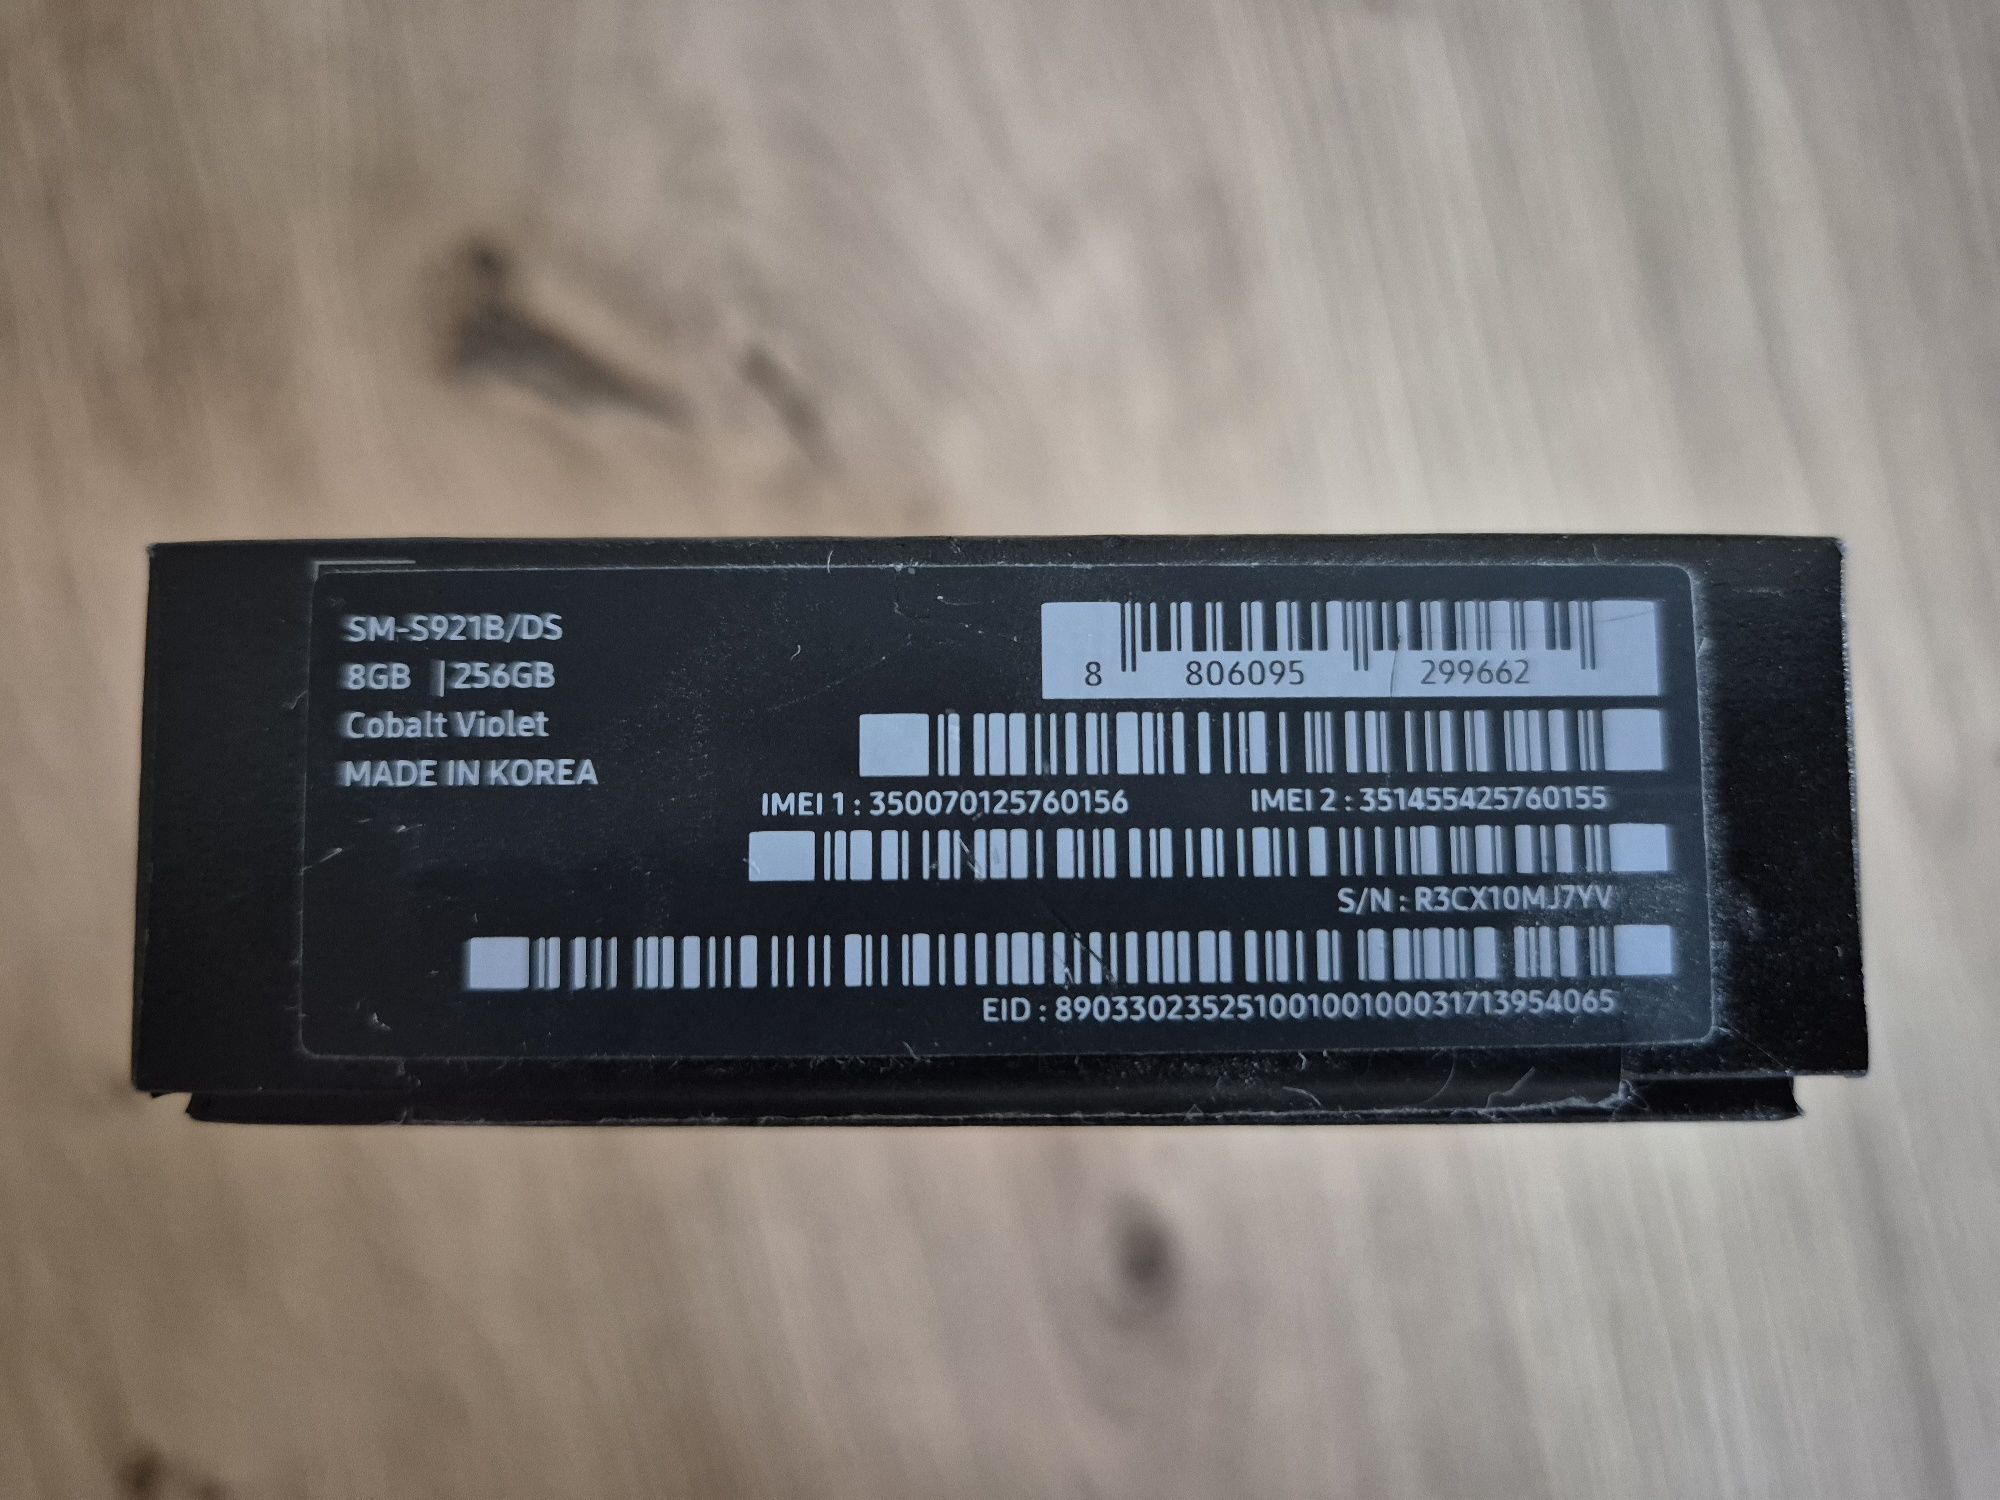 SM-S921B/DS
8GB | 256GB
Cobalt Violet
MADE IN KOREA
8 806095 299662
IMEI 1 : 350070125760156 IMEI 2 : 351455425760155
S/N : R3CX10MJ7YV
EID : 89033023525100100100031713954065